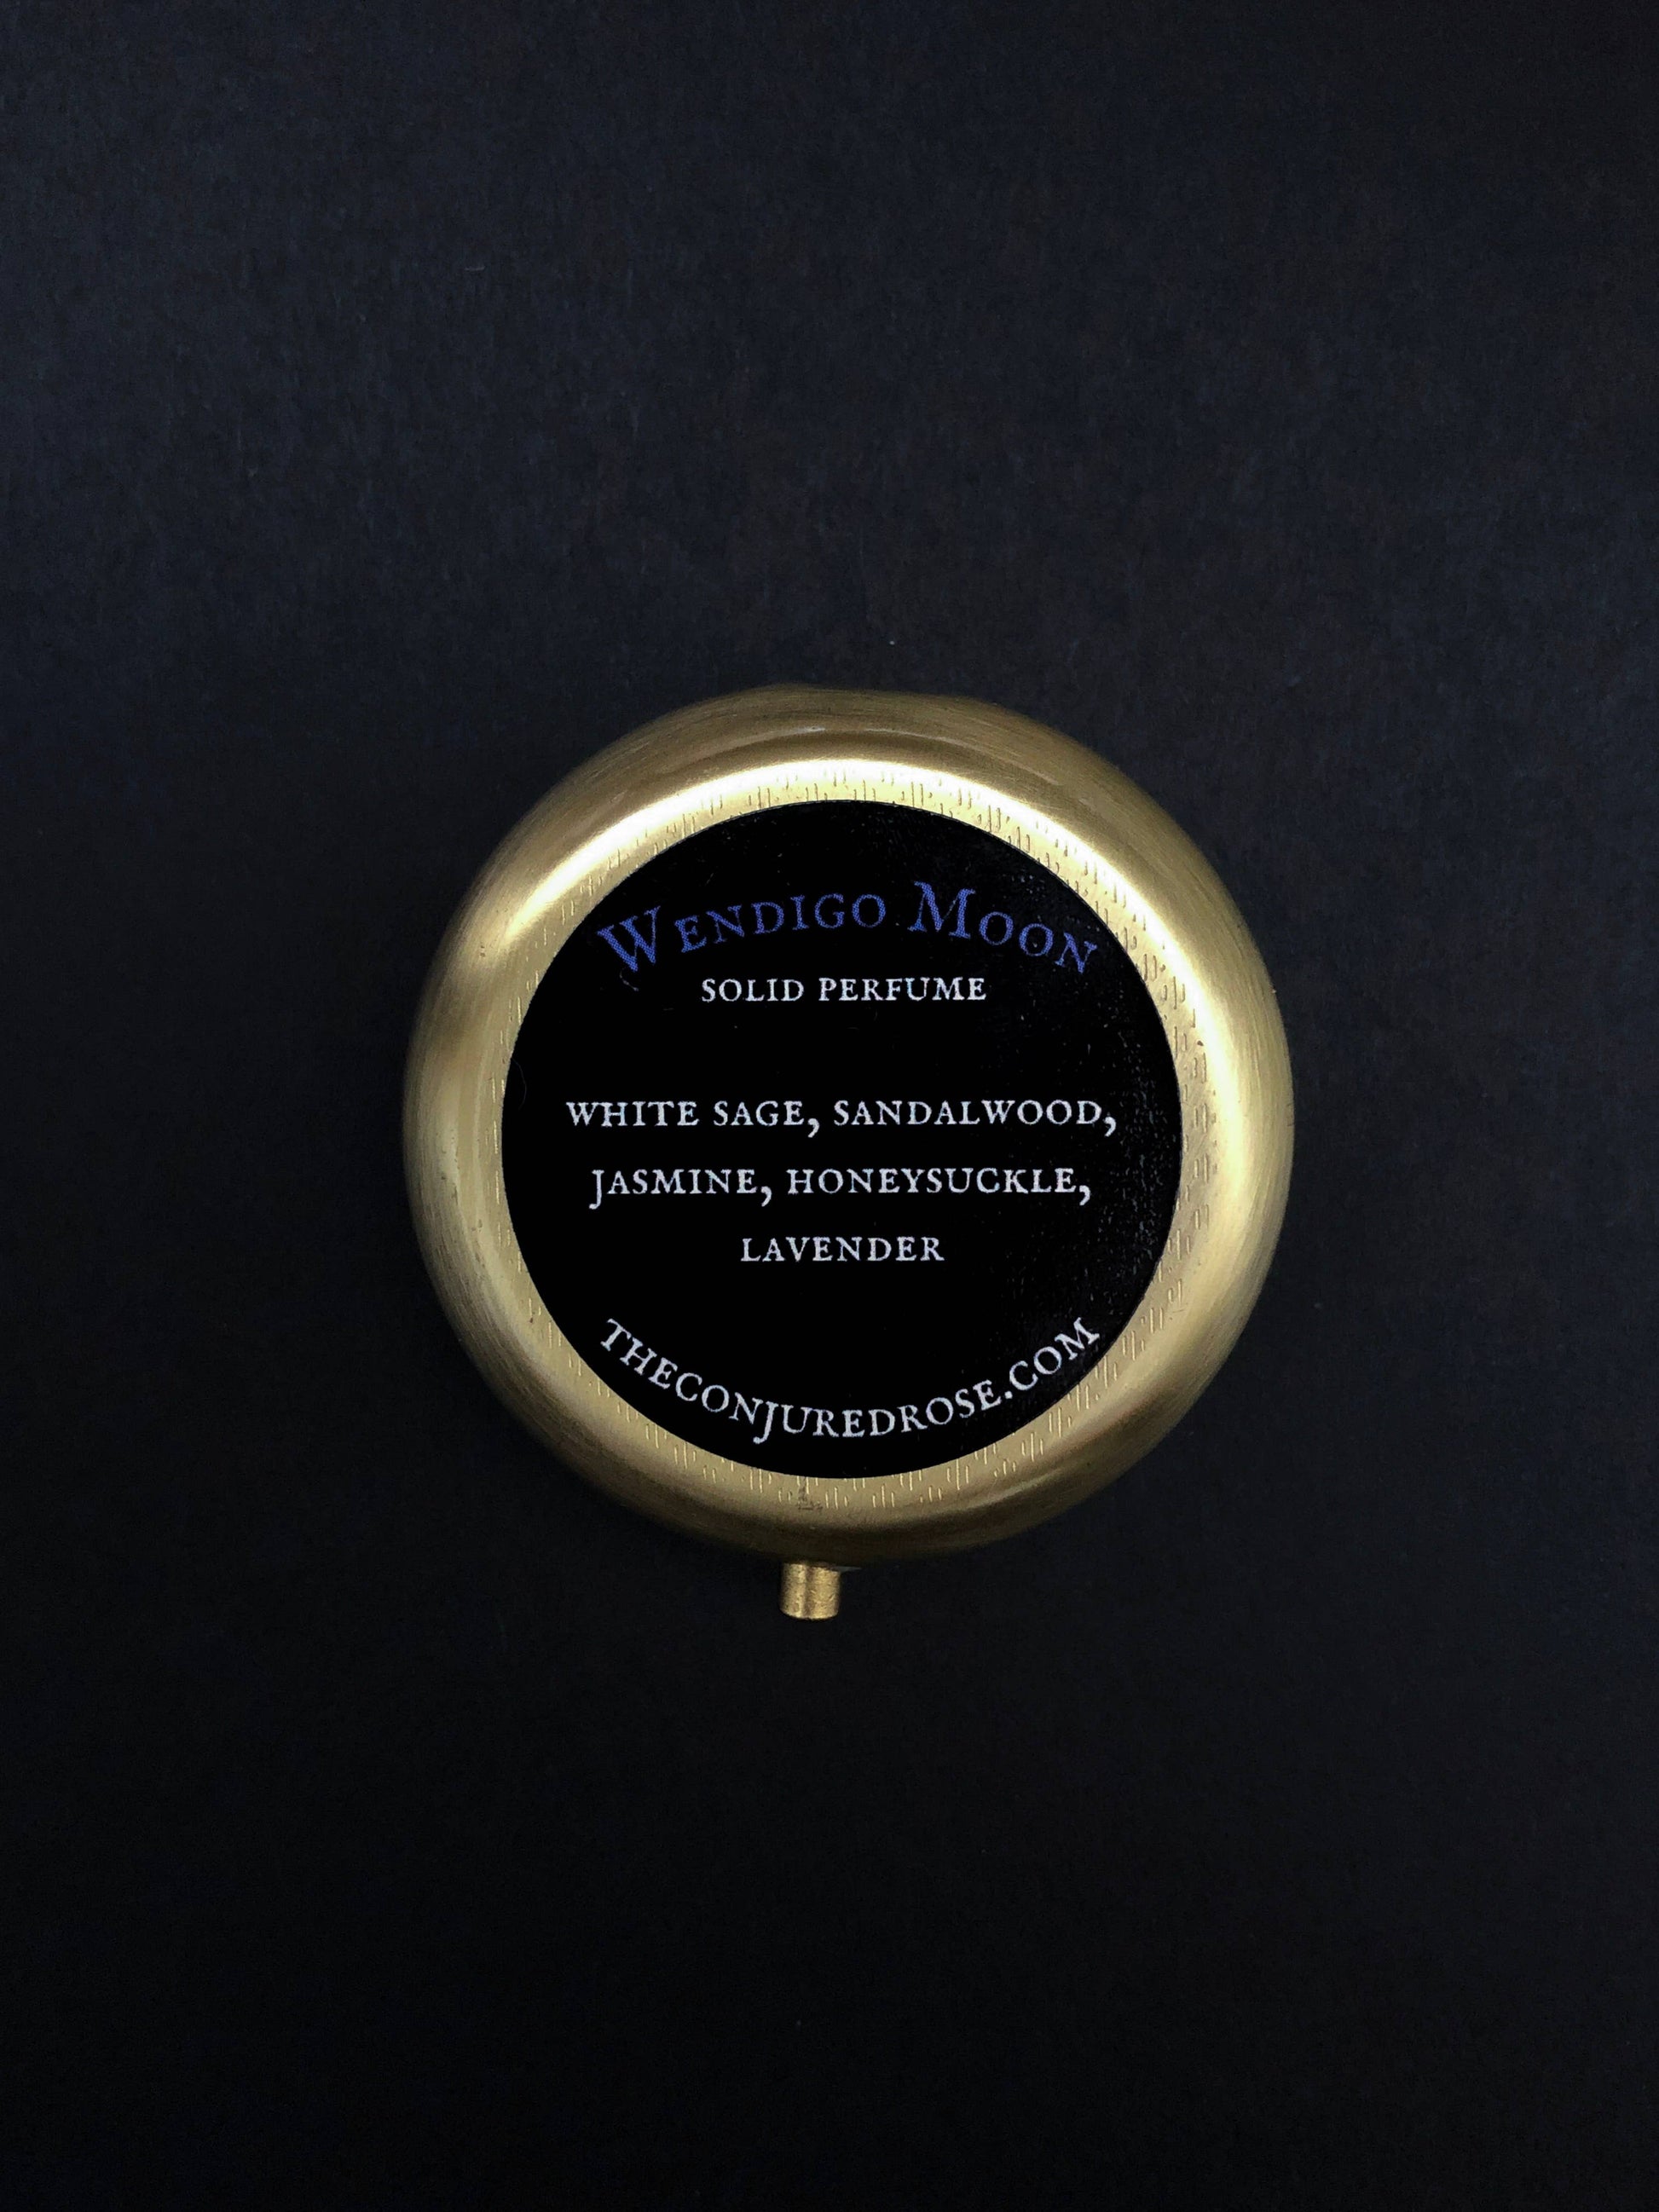 Wendigo Moon
SOLID PERFUME
WHITE SAGE, SANDALWOOD,
JASMINE, HONEYSUCKLE,
LAVENDER
THECONJUREDROSE.COM